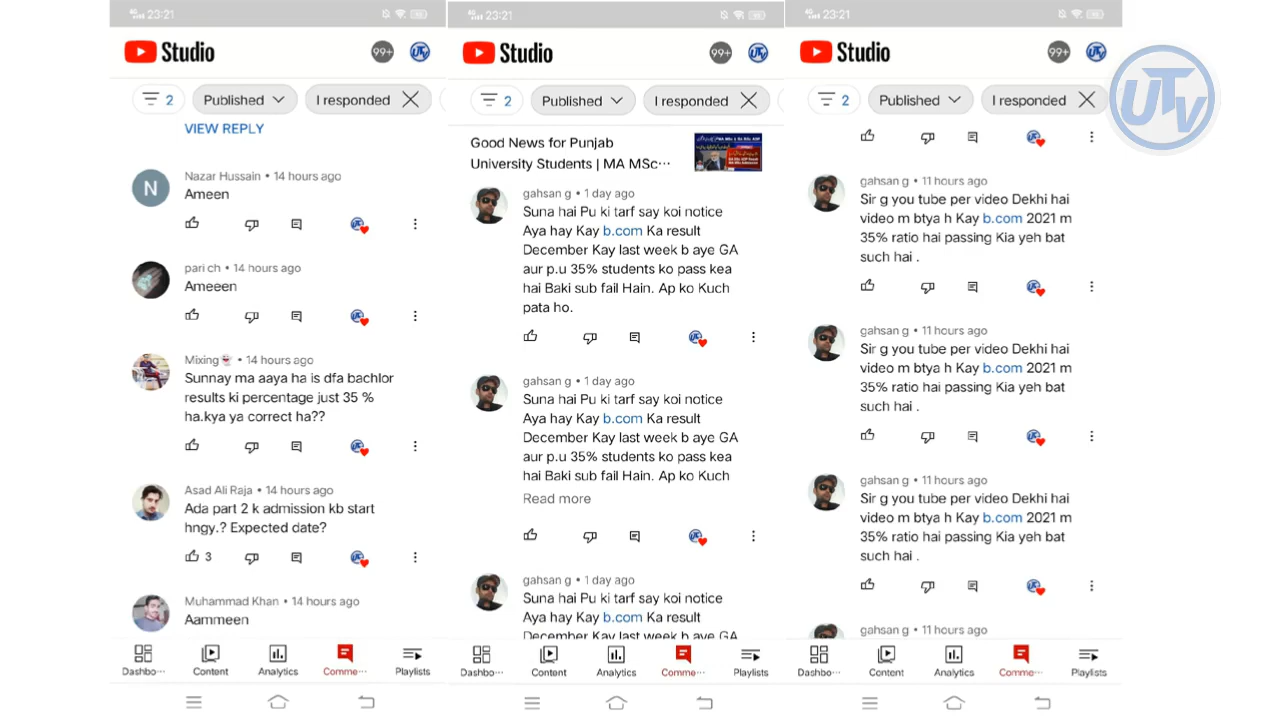 4G 23:21
Studio
99+
UTV
2
Published
I responded
VIEW REPLY
N
Nazar Hussain • 14 hours ago
Ameen
pari ch • 14 hours ago
Ameeen
Mixing👻 • 14 hours ago
Sunnay ma aaya ha is dfa bachlor
results ki percentage just 35 %
ha.kya ya correct ha??
Asad Ali Raja • 14 hours ago
Ada part 2 k admission kb start
hngy.? Expected date?
3
Muhammad Khan • 14 hours ago
Aammeen
Dashbo···
Content
Analytics
Comme···
Playlists
4G 23:21
Studio
99+
UTV
2
Published
I responded
Good News for Punjab
University Students | MA MSc···
gahsan g • 1 day ago
Suna hai Pu ki tarf say koi notice
Aya hay Kay b.com Ka result
December Kay last week b aye GA
aur p.u 35% students ko pass kea
hai Baki sub fail Hain. Ap ko Kuch
pata ho.
gahsan g • 1 day ago
Suna hai Pu ki tarf say koi notice
Aya hay Kay b.com Ka result
December Kay last week b aye GA
aur p.u 35% students ko pass kea
hai Baki sub fail Hain. Ap ko Kuch
Read more
gahsan g • 1 day ago
Suna hai Pu ki tarf say koi notice
Aya hay Kay b.com Ka result
December Kay last week b aye GA
Dashbo···
Content
Analytics
Comme···
Playlists
4G 23:21
Studio
99+
UTV
2
Published
I responded
UTV
gahsan g • 11 hours ago
Sir g you tube per video Dekhi hai
video m btya h Kay b.com 2021 m
35% ratio hai passing Kia yeh bat
such hai .
gahsan g • 11 hours ago
Sir g you tube per video Dekhi hai
video m btya h Kay b.com 2021 m
35% ratio hai passing Kia yeh bat
such hai .
gahsan g • 11 hours ago
Sir g you tube per video Dekhi hai
video m btya h Kay b.com 2021 m
35% ratio hai passing Kia yeh bat
such hai .
gahsan g • 11 hours ago
Dashbo···
Content
Analytics
Comme···
Playlists